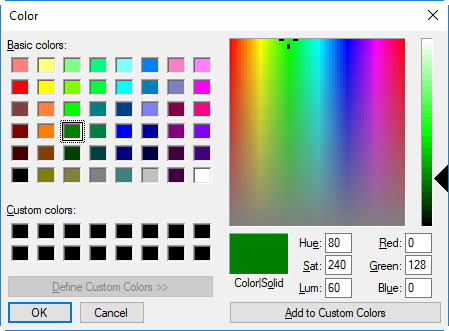 Color
Basic colors:
Custom colors:
Define Custom Colors >>
OK Cancel
Color|Solid
Hue: 80 Red: 0
Sat: 240 Green: 128
Lum: 60 Blue: 0
Add to Custom Colors